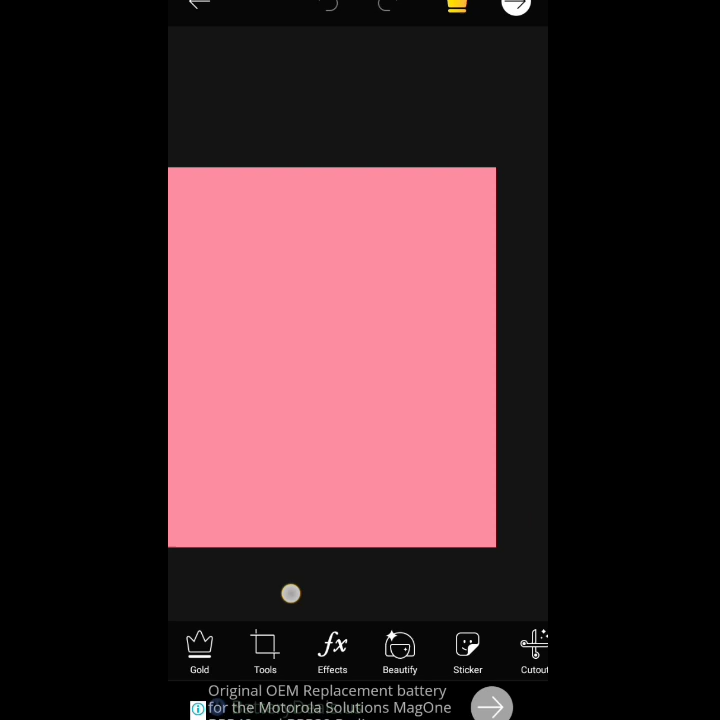 Gold Tools Effects Beautify Sticker Cutout
Original OEM Replacement battery
for the Motorola Solutions MagOne